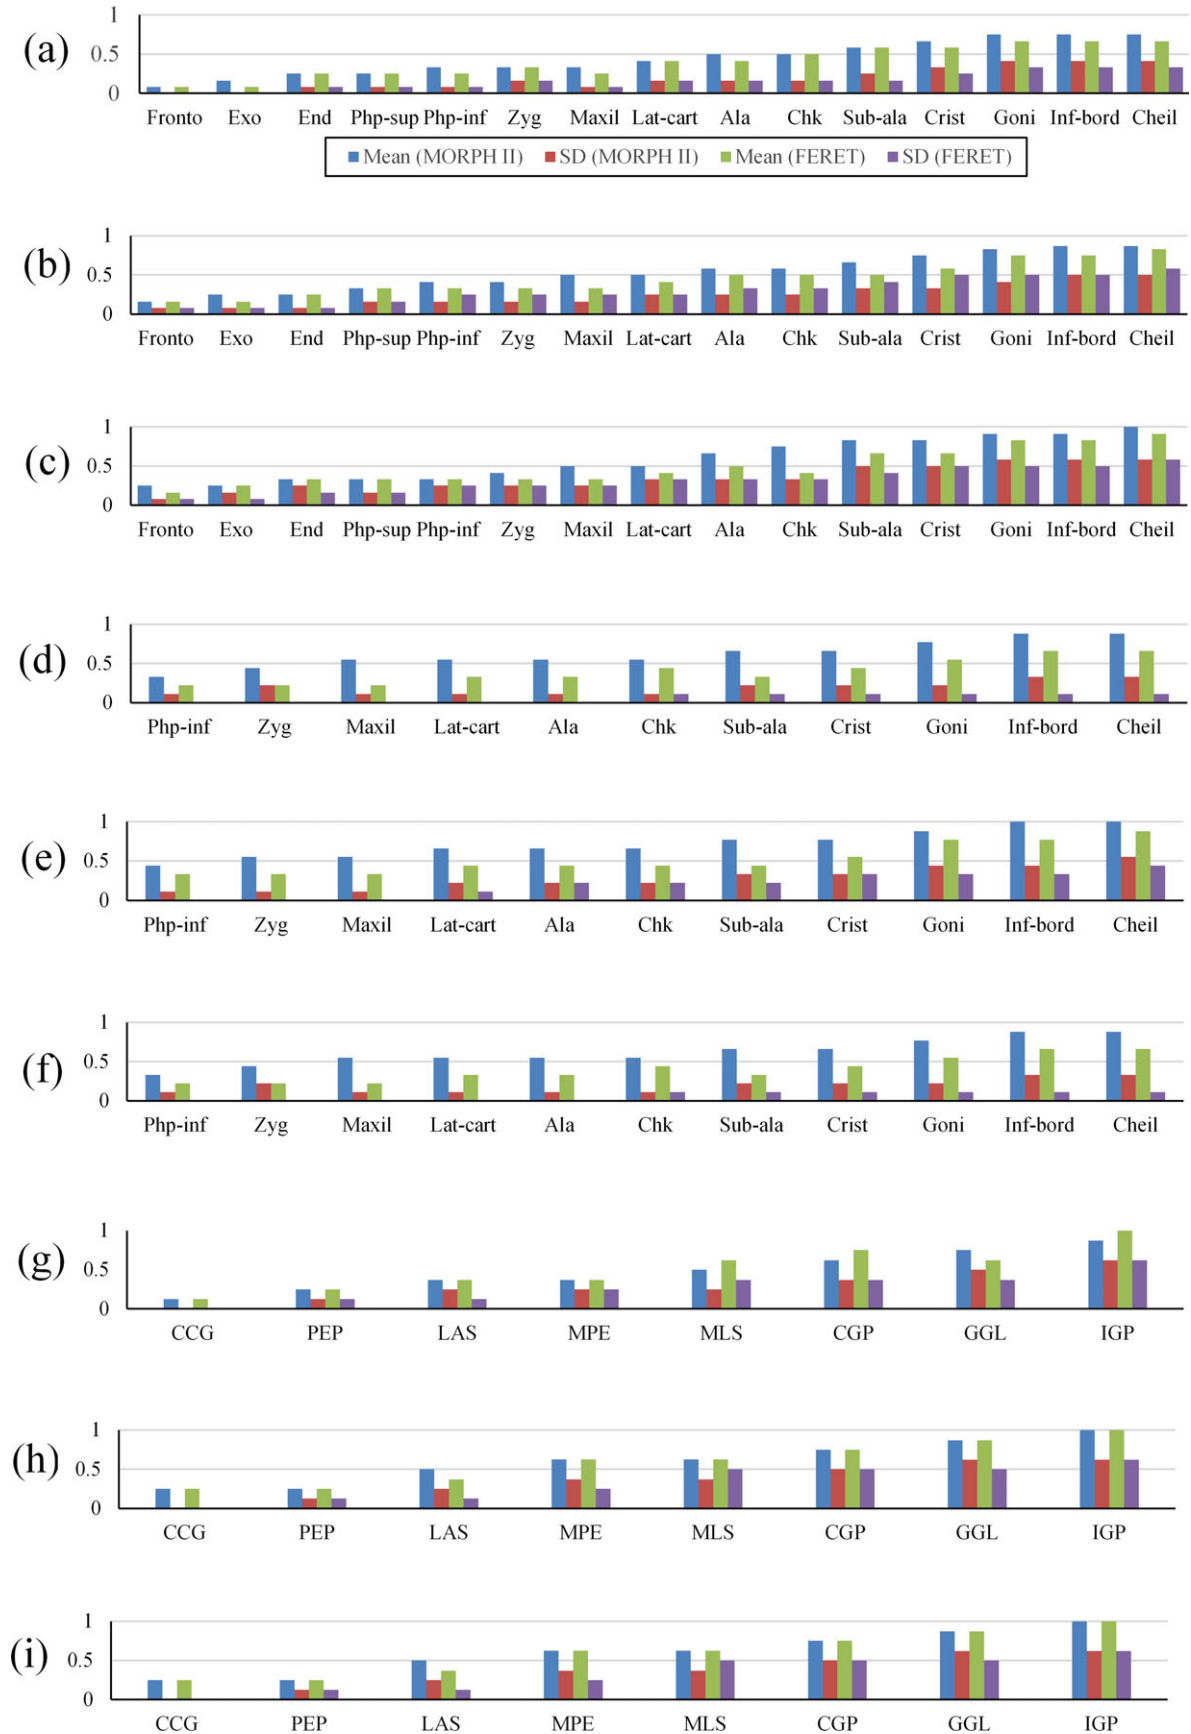 (a)
1
0.5
0
Fronto Exo End Php-sup Php-inf Zyg Maxil Lat-cart Ala Chk Sub-ala Crist Goni Inf-bord Cheil
Mean (MORPH II) SD (MORPH II) Mean (FERET) SD (FERET)
(b)
1
0.5
0
Fronto Exo End Php-sup Php-inf Zyg Maxil Lat-cart Ala Chk Sub-ala Crist Goni Inf-bord Cheil
(c)
1
0.5
0
Fronto Exo End Php-sup Php-inf Zyg Maxil Lat-cart Ala Chk Sub-ala Crist Goni Inf-bord Cheil
(d)
1
0.5
0
Php-inf Zyg Maxil Lat-cart Ala Chk Sub-ala Crist Goni Inf-bord Cheil
(e)
1
0.5
0
Php-inf Zyg Maxil Lat-cart Ala Chk Sub-ala Crist Goni Inf-bord Cheil
(f)
1
0.5
0
Php-inf Zyg Maxil Lat-cart Ala Chk Sub-ala Crist Goni Inf-bord Cheil
(g)
1
0.5
0
CCG PEP LAS MPE MLS CGP GGL IGP
(h)
1
0.5
0
CCG PEP LAS MPE MLS CGP GGL IGP
(i)
1
0.5
0
CCG PEP LAS MPE MLS CGP GGL IGP